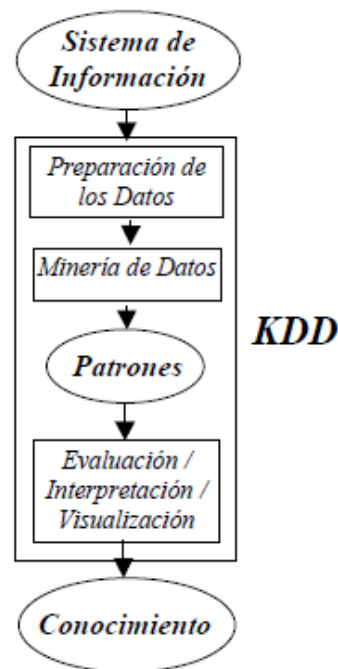 Sistema de
Información
Preparación de
los Datos
Minería de Datos
KDD
Patrones
Evaluación /
Interpretación /
Visualización
Conocimiento